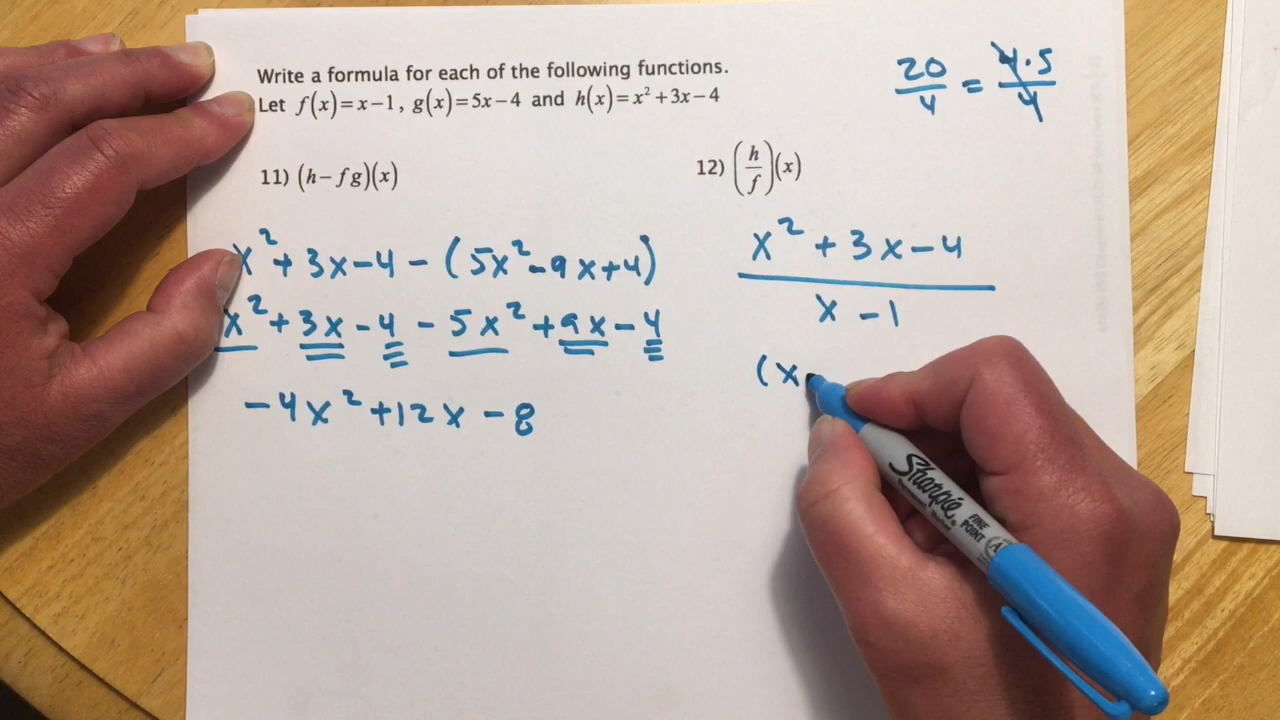 Write a formula for each of the following functions.
Let f(x)=x−1, g(x)=5x−4 and h(x)=x²+3x−4
20/4 = 4·5/4
11) (h−fg)(x)
x²+3x−4−(5x²−9x+4)
x²+3x−4−5x²+9x−4
−4x²+12x−8
12) (h/f)(x)
x²+3x−4
x−1
(x
Sharpie
FINE
POINT